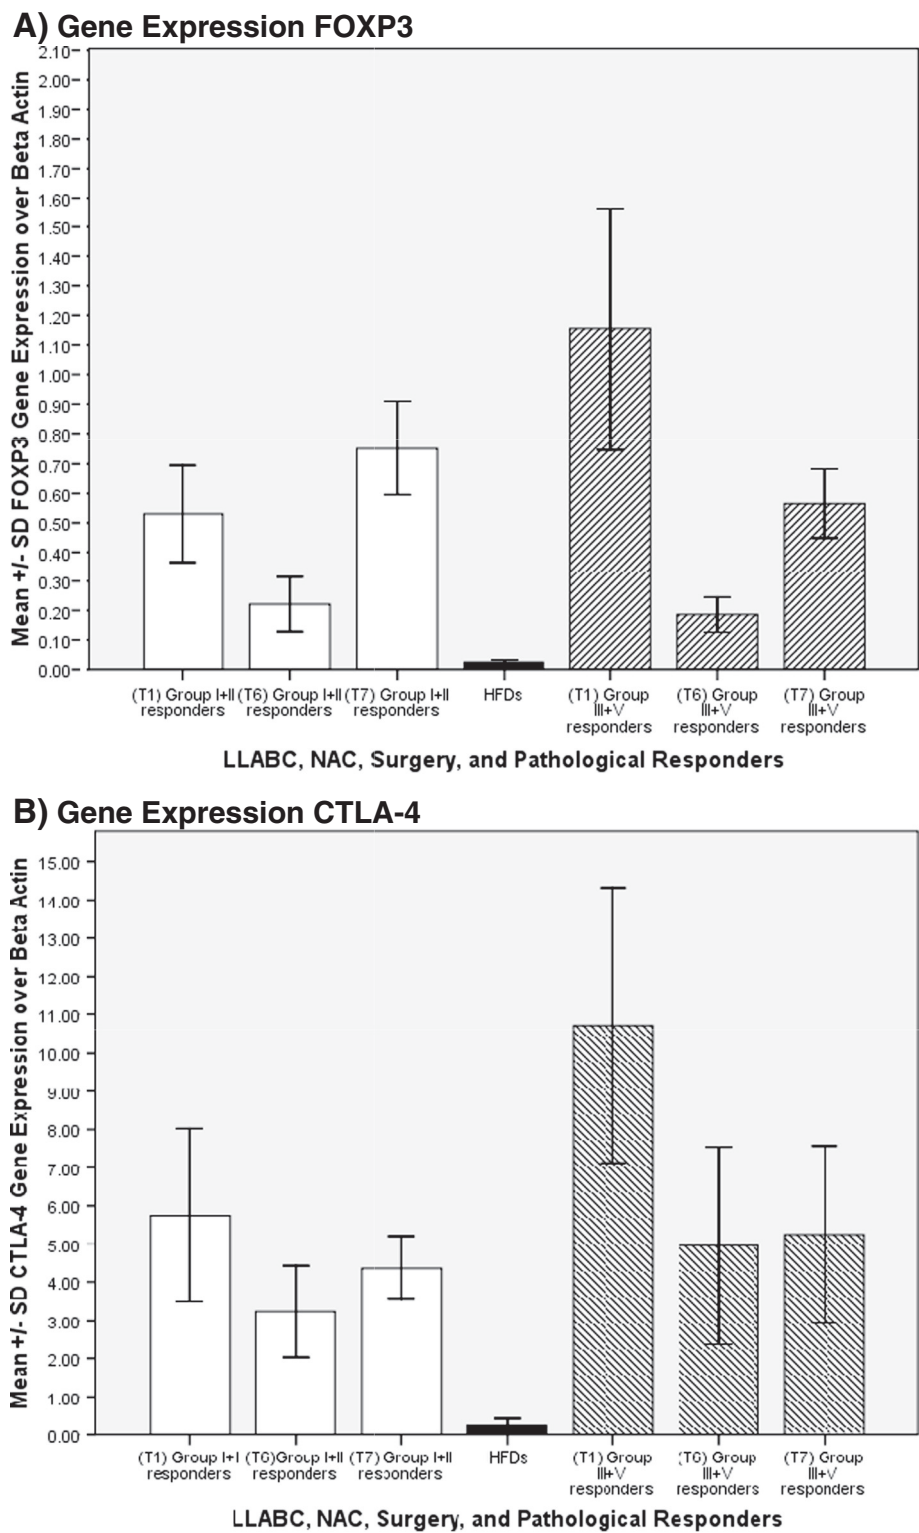 A) Gene Expression FOXP3
Mean +/- SD FOXP3 Gene Expression over Beta Actin
2.10
2.00
1.90
1.80
1.70
1.60
1.50
1.40
1.30
1.20
1.10
1.00
0.90
0.80
0.70
0.60
0.50
0.40
0.30
0.20
0.10
0.00
(T1) Group I+II responders
(T6) Group I+II responders
(T7) Group I+II responders
HFDs
(T1) Group III+V responders
(T6) Group III+V responders
(T7) Group III+V responders
LLABC, NAC, Surgery, and Pathological Responders
B) Gene Expression CTLA-4
Mean +/- SD CTLA-4 Gene Expression over Beta Actin
15.00
14.00
13.00
12.00
11.00
10.00
9.00
8.00
7.00
6.00
5.00
4.00
3.00
2.00
1.00
0.00
(T1) Group I+I responders
(T6)Group I+II responders
(T7) Group I+II responders
HFDs
(T1) Group III+V responders
(T6) Group III+V responders
(T7) Group III+V responders
LLABC, NAC, Surgery, and Pathological Responders